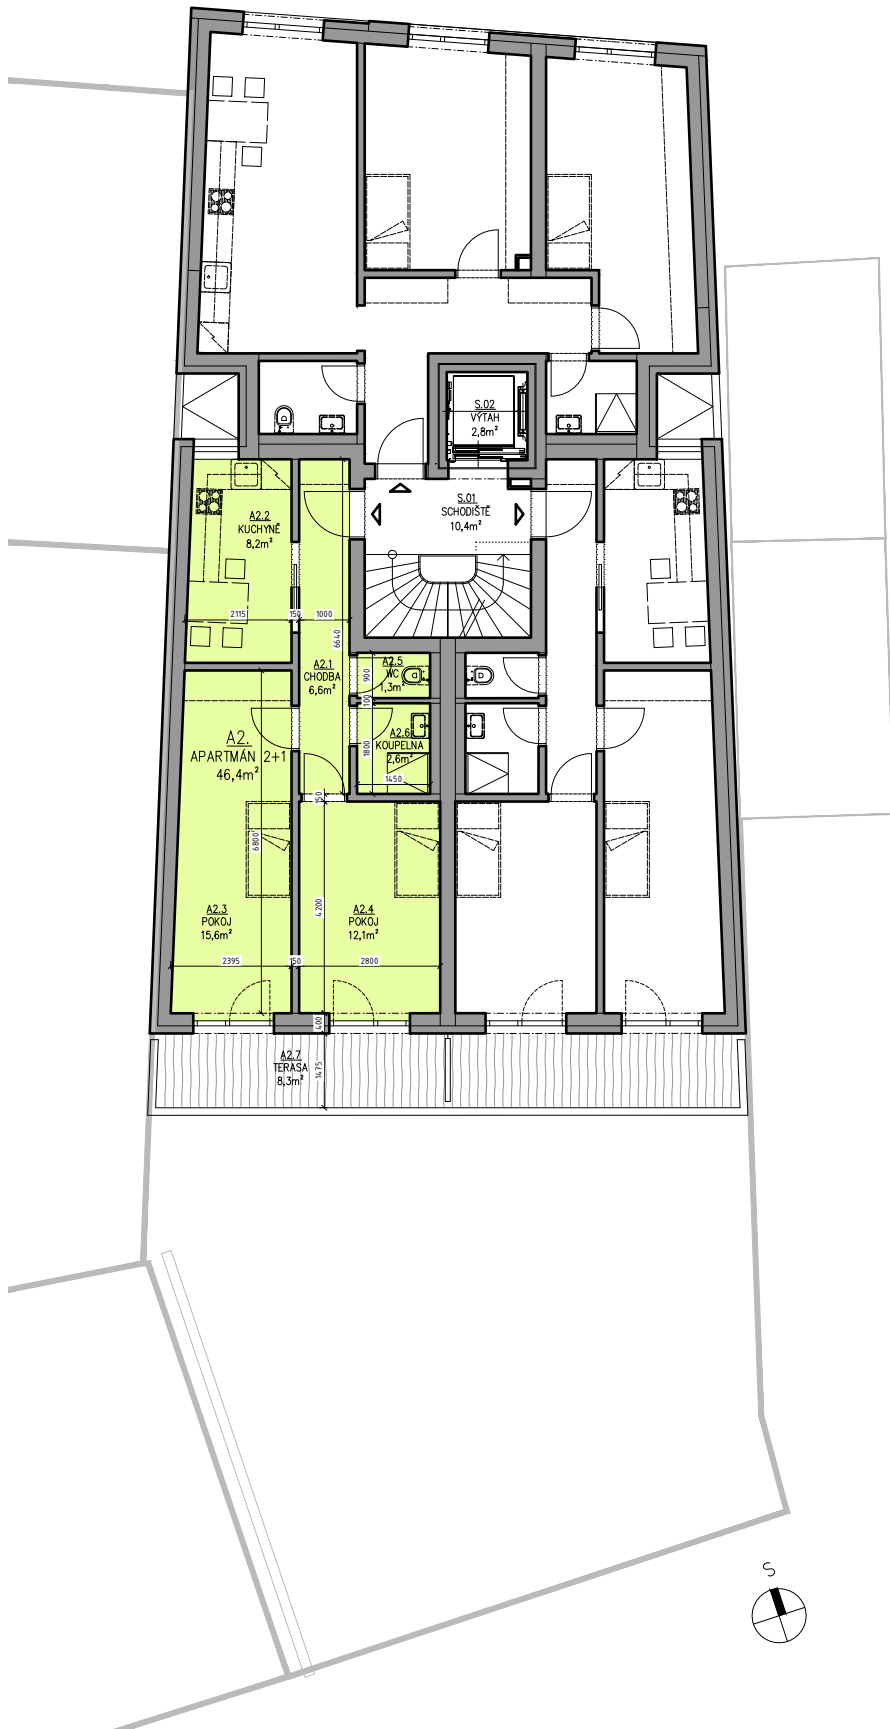 S.02
VÝTAH
2,8m²
S.01
SCHODIŠTĚ
10,4m²
A2.2
KUCHYNĚ
8,2m²
2115
150
1000
6640
A2.1
CHODBA
6,6m²
A2.5
WC
1,3m²
900
100
A2.6
KOUPELNA
2,6m²
1800
1450
A2.
APARTMÁN 2+1
46,4m²
150
6800
4200
A2.3
POKOJ
15,6m²
A2.4
POKOJ
12,1m²
2395
150
2800
400
A2.7
TERASA
8,3m²
1475
S